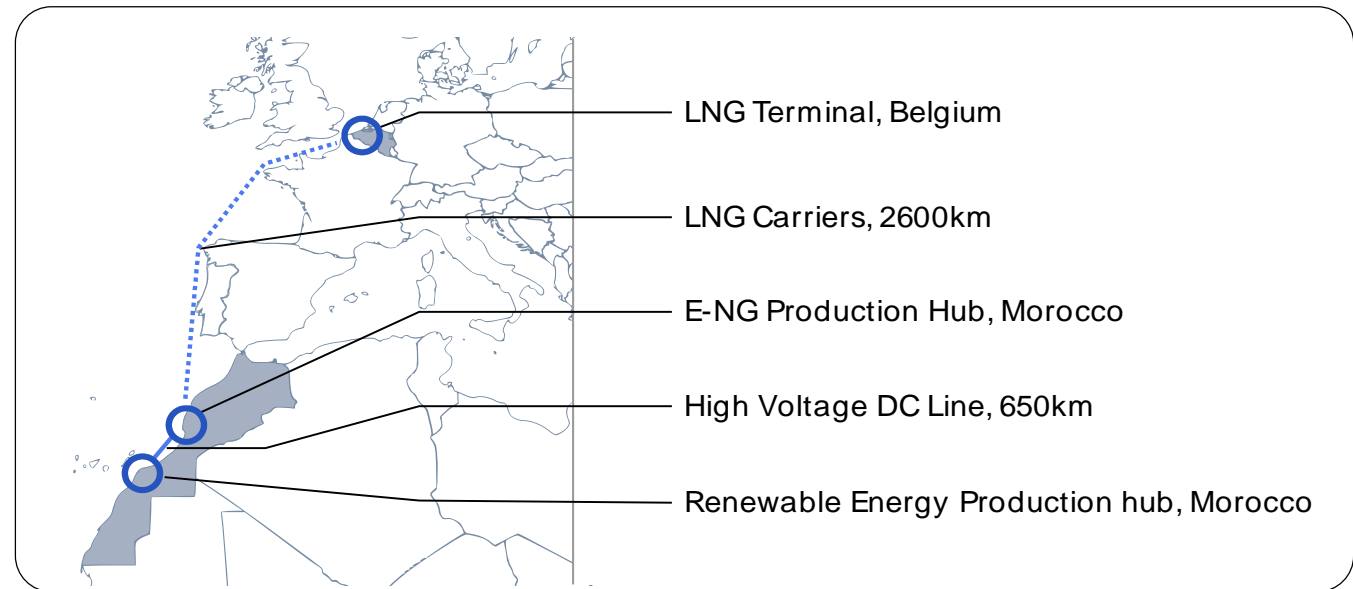 LNG Terminal, Belgium
LNG Carriers, 2600km
E-NG Production Hub, Morocco
High Voltage DC Line, 650km
Renewable Energy Production hub, Morocco